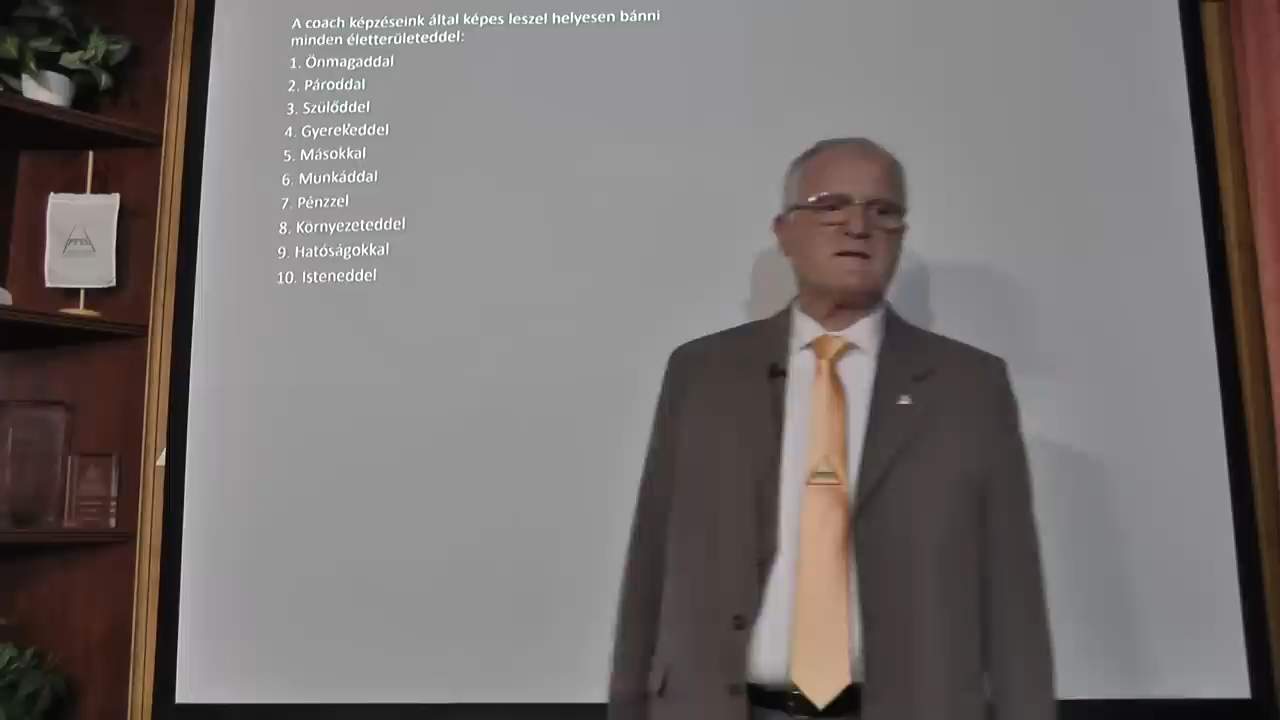 A coach képzéseink által képes leszel helyesen bánni
minden életterületeddel:
1. Önmagaddal
2. Pároddal
3. Szülőddel
4. Gyerekeddel
5. Másokkal
6. Munkáddal
7. Pénzzel
8. Környezeteddel
9. Hatóságokkal
10. Isteneddel